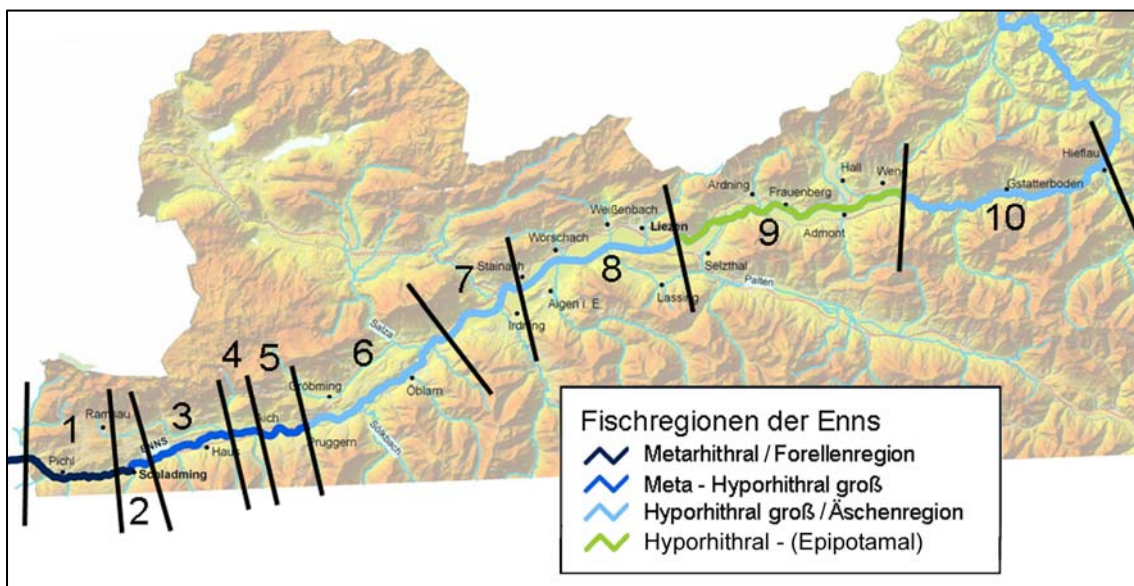 Hieflau
Hall
Weng
Ardning
Frauenberg
Gstatterboden
10
9
Admont
Weißenbach
Liezen
Wörschach
8
Selzthal
7
Stainach
Aigen i. E.
Lassing
Palten
Irdning
Salza
6
4
5
Gröbming
Öblarn
3
Aich
1
Ramsau
ENNS
Haus
Pruggern
Sölkbach
Pichl
Schladming
2
Fischregionen der Enns
Metarhithral / Forellenregion
Meta - Hyporhithral groß
Hyporhithral groß / Äschenregion
Hyporhithral - (Epipotamal)